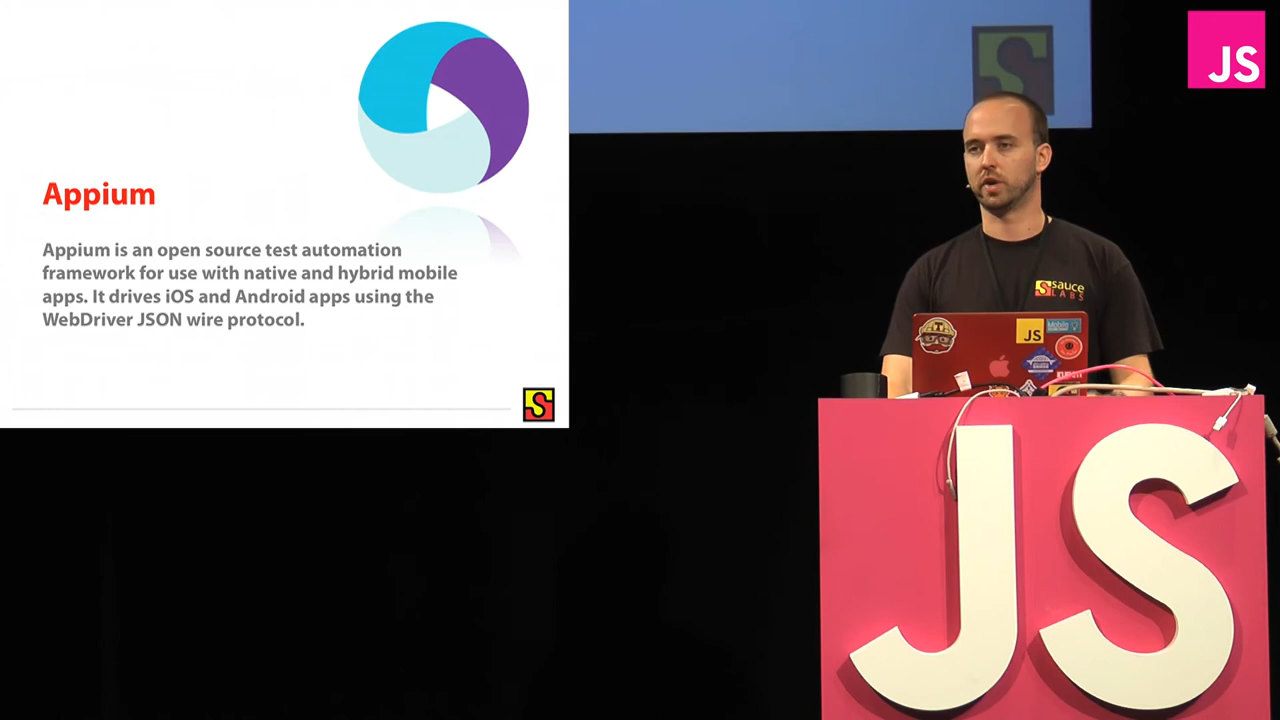 Appium
Appium is an open source test automation
framework for use with native and hybrid mobile
apps. It drives iOS and Android apps using the
WebDriver JSON wire protocol.
S
JS
S sauce
LABS
T
JS
Mobile
JS